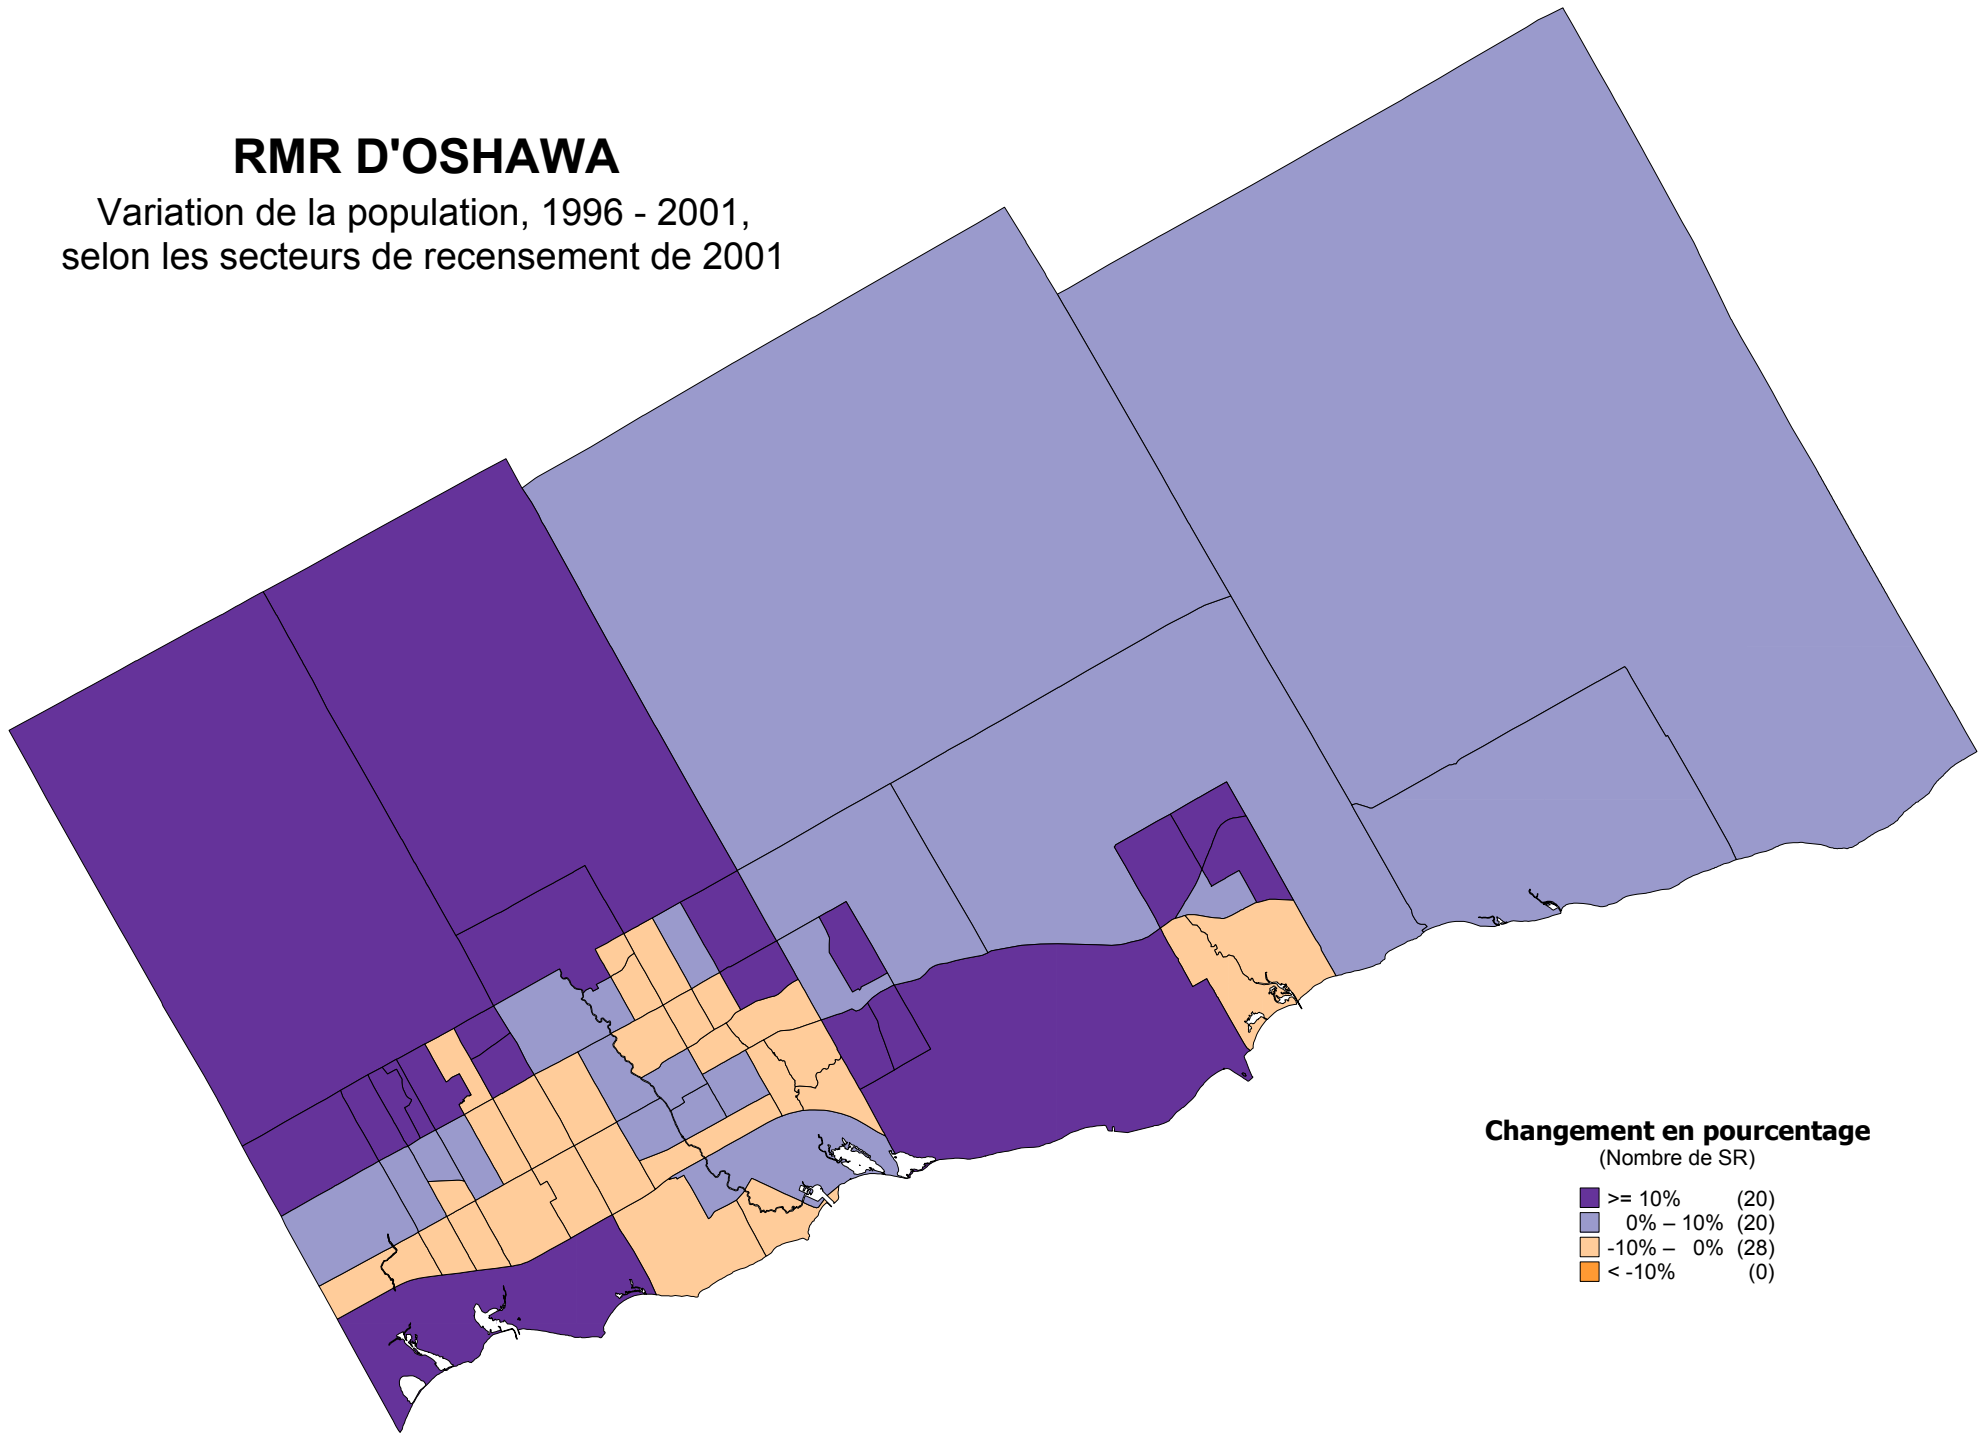 RMR D'OSHAWA
Variation de la population, 1996 - 2001,
selon les secteurs de recensement de 2001
Changement en pourcentage
(Nombre de SR)
>= 10% (20)
0% – 10% (20)
-10% – 0% (28)
< -10% (0)